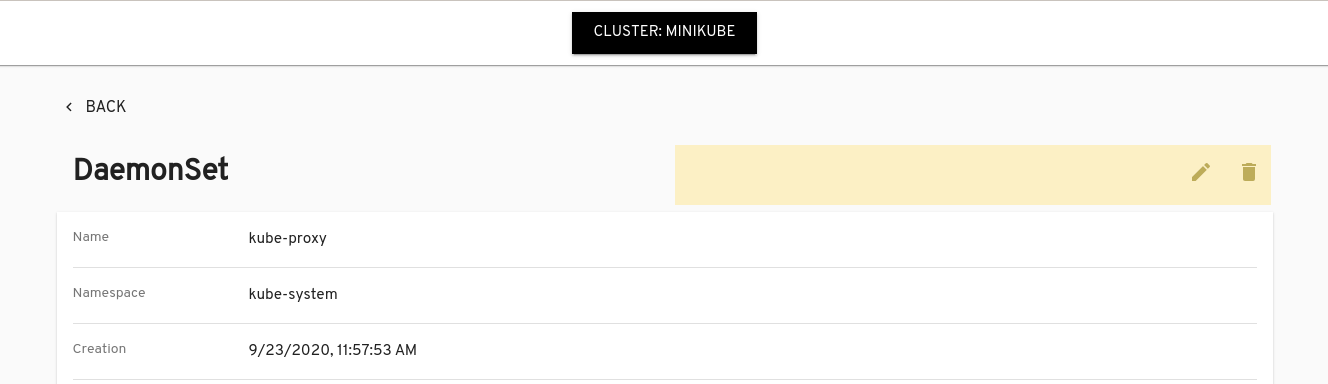 CLUSTER: MINIKUBE
BACK
DaemonSet
Name kube-proxy
Namespace kube-system
Creation 9/23/2020, 11:57:53 AM